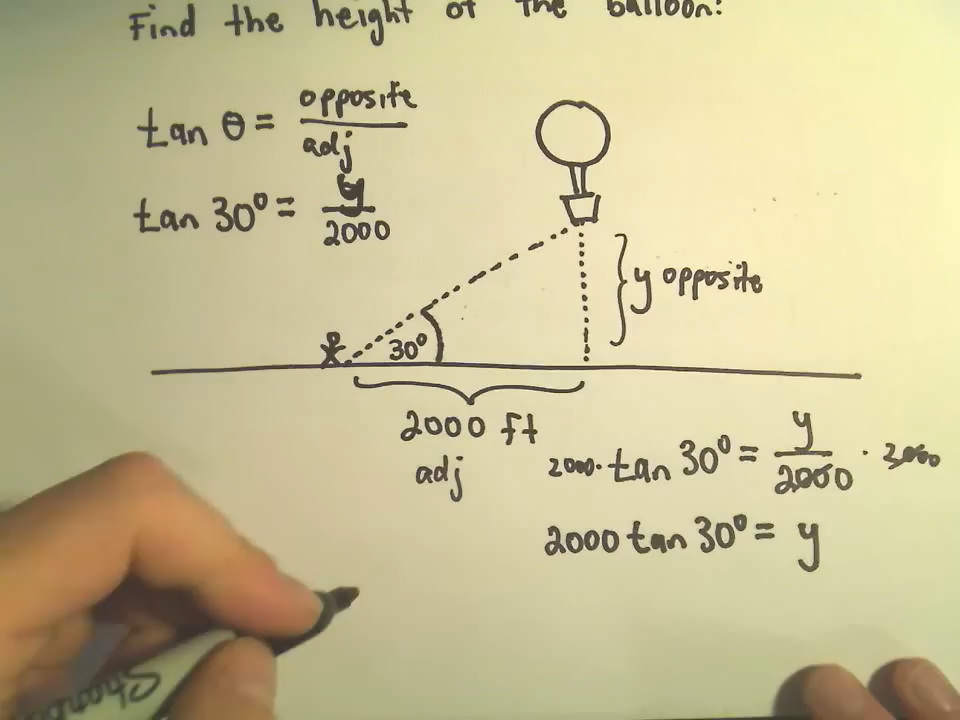 Find the height of the balloon!
tan θ = opposite
adj
tan 30° = y
2000
y opposite
30°
2000 ft
adj
2000 · tan 30° = y/2000 · 2000
2000 tan 30° = y